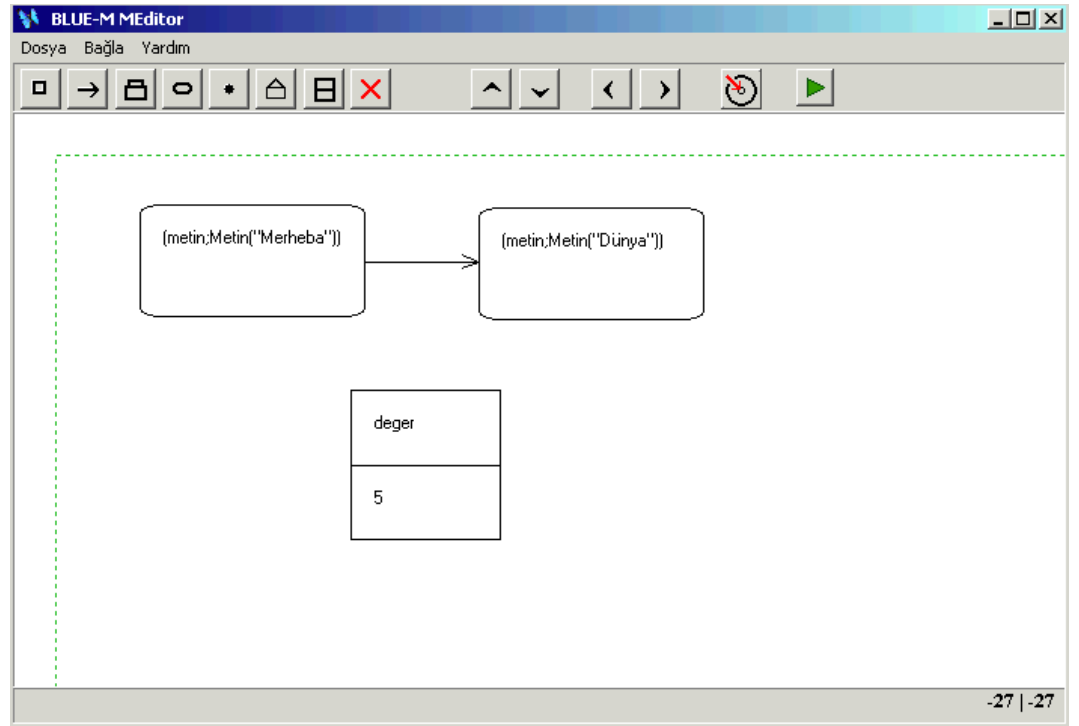 BLUE-M MEditor
Dosya Bağla Yardım
(metin;Metin("Merheba")) (metin;Metin("Dünya"))
deger
5
-27 | -27